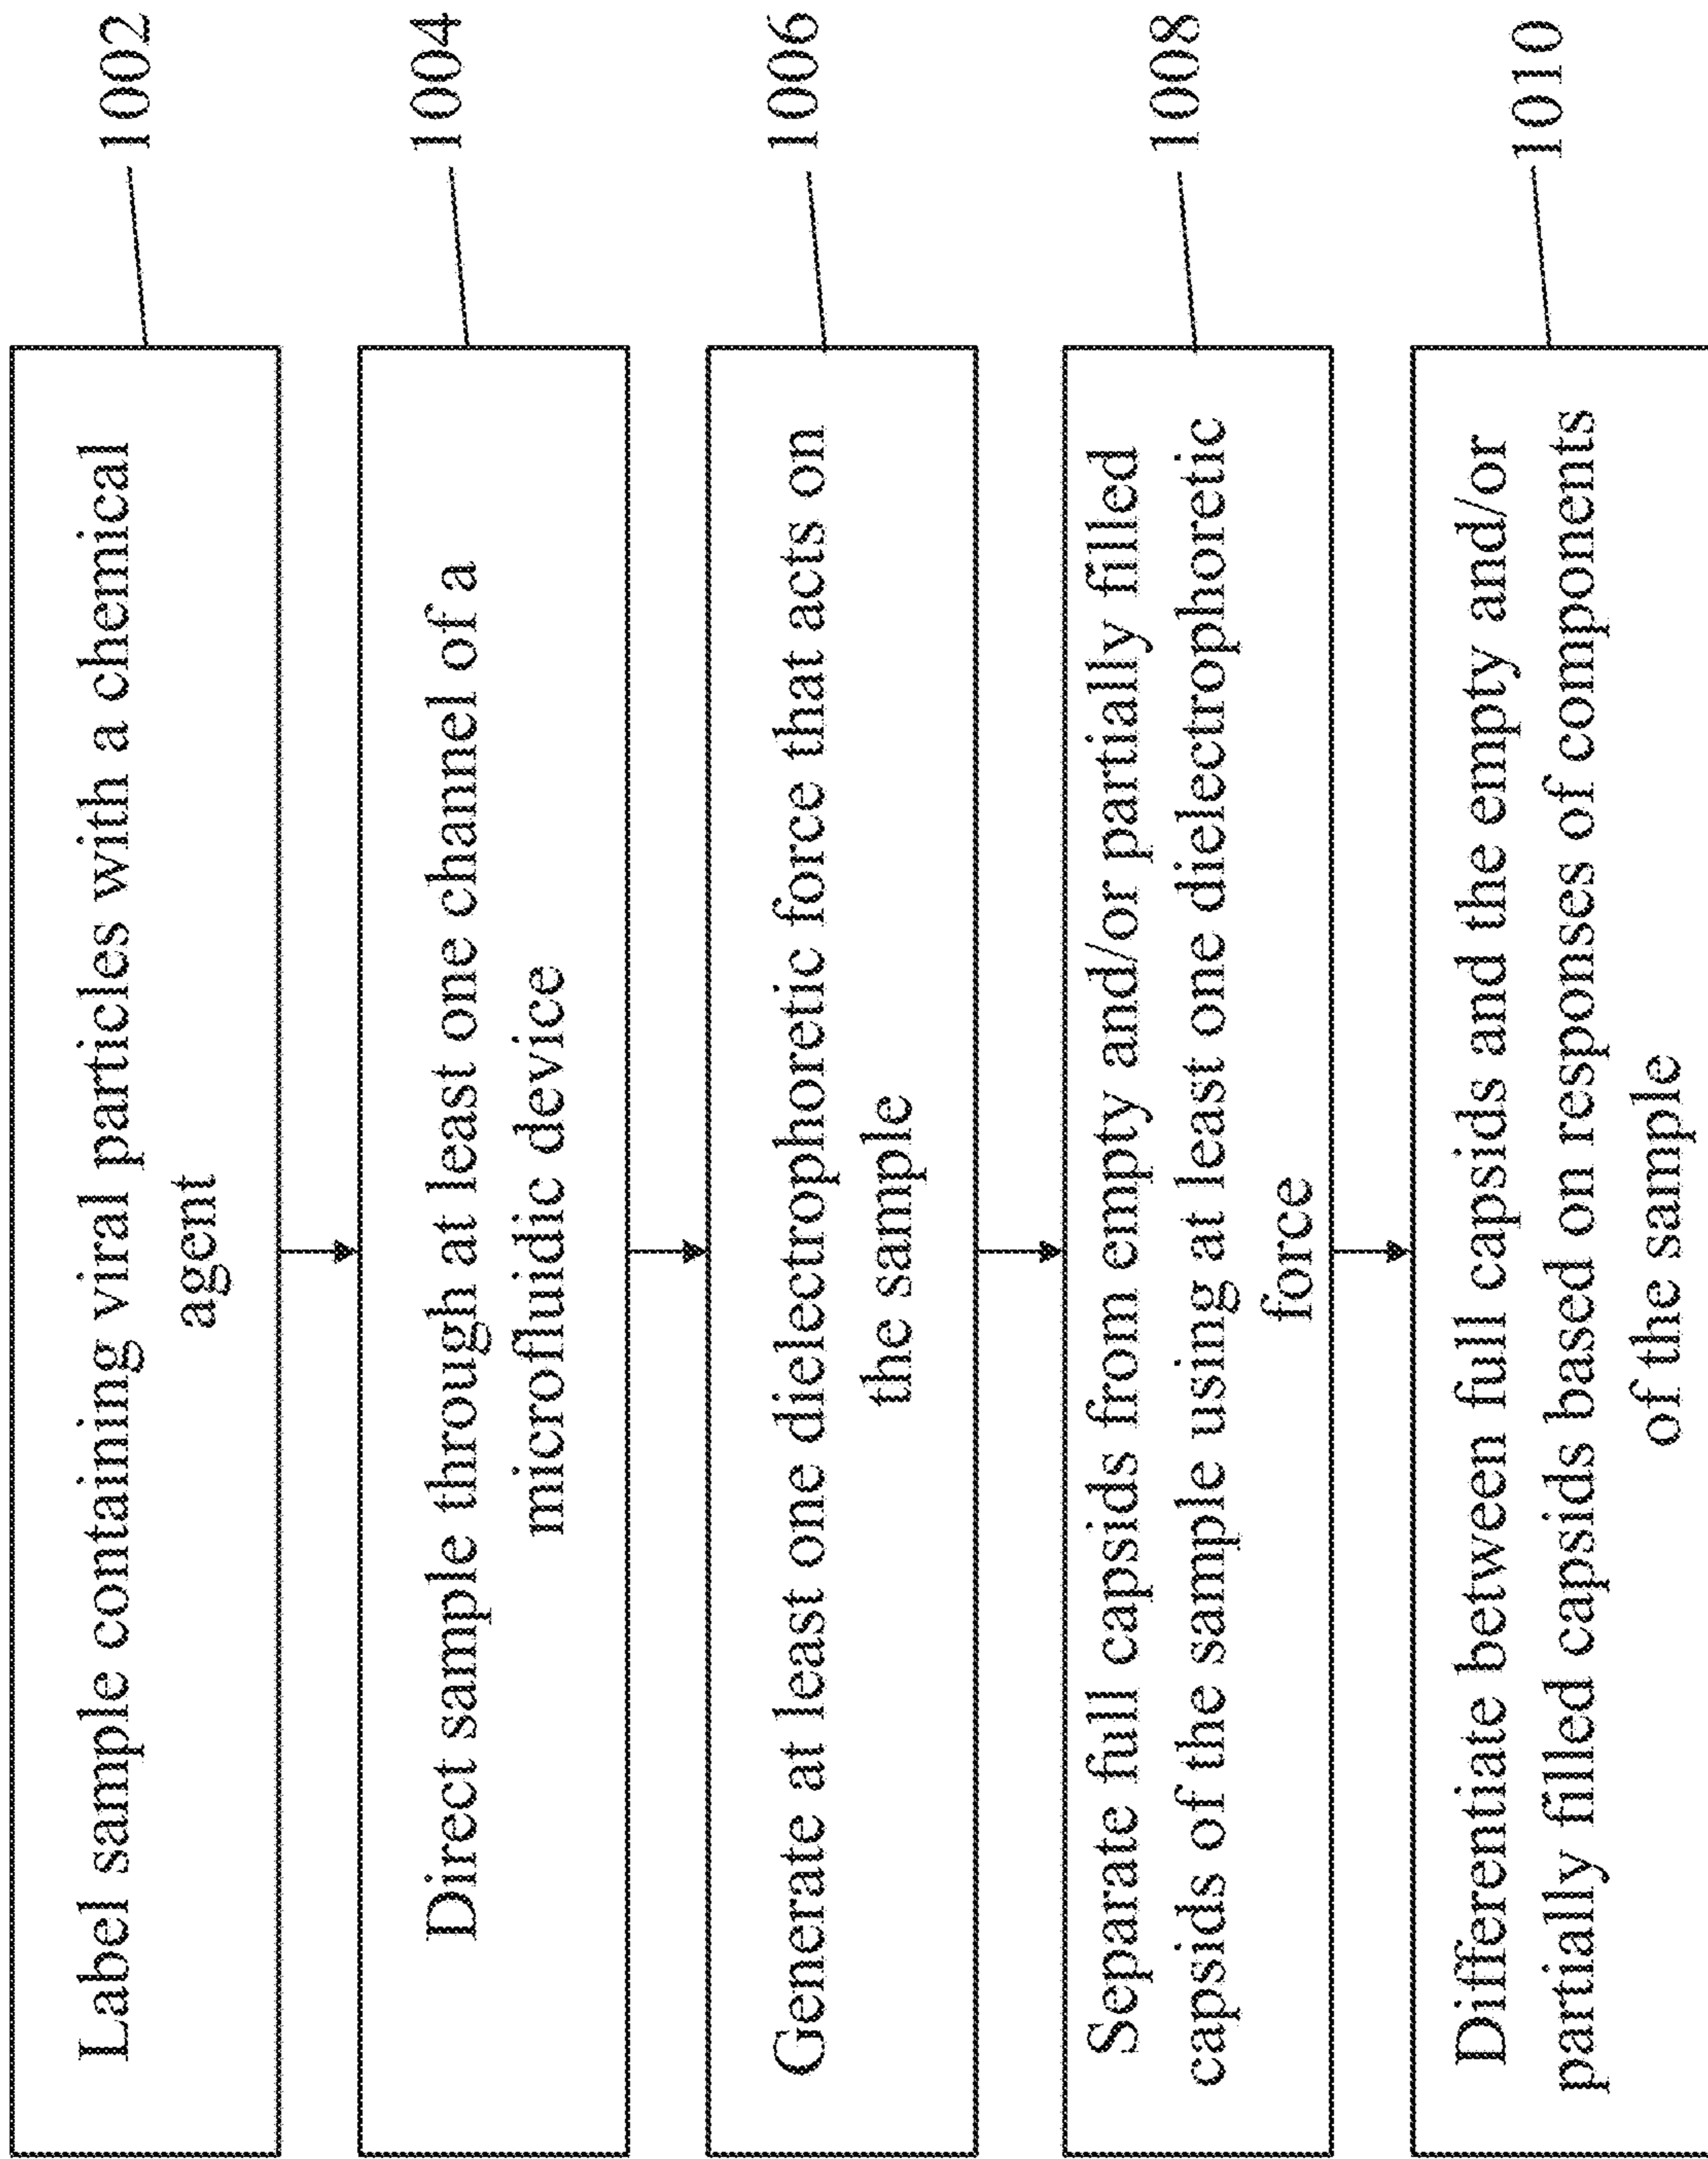 Label sample containing viral particles with a chemical
agent
1002
Direct sample through at least one channel of a
microfluidic device
1004
Generate at least one dielectrophoretic force that acts on
the sample
1006
Separate full capsids from empty and/or partially filled
capsids of the sample using at least one dielectrophoretic
force
1008
Differentiate between full capsids and the empty and/or
partially filled capsids based on responses of components
of the sample
1010